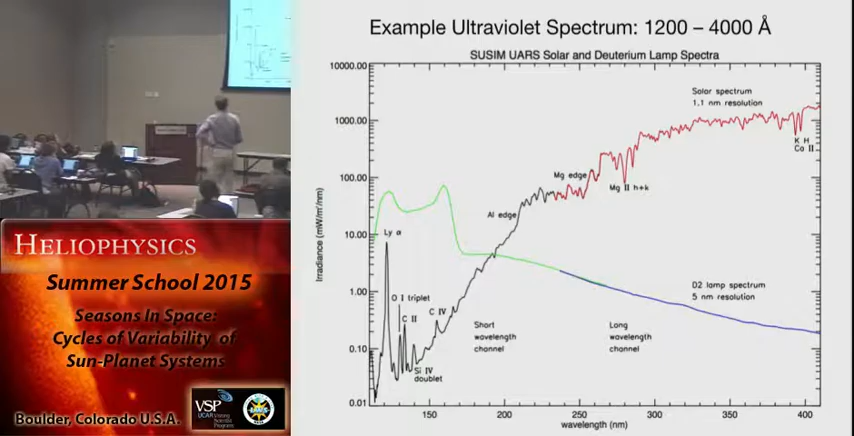 Example Ultraviolet Spectrum: 1200 – 4000 Å
SUSIM UARS Solar and Deuterium Lamp Spectra
10000.00
1000.00
100.00
10.00
1.00
0.10
0.01
Irradiance (mW/m²/nm)
Solar spectrum
1.1 nm resolution
K H
Ca II
Mg edge
Mg II h+k
Al edge
Ly α
O I triplet
C II
C IV
Si IV
doublet
Short
wavelength
channel
Long
wavelength
channel
D2 lamp spectrum
5 nm resolution
150
200
250
300
350
400
wavelength (nm)
HELIOPHYSICS
Summer School 2015
Seasons In Space:
Cycles of Variability of
Sun-Planet Systems
Boulder, Colorado U.S.A.
VSP
UCAR Visiting
Scientist
Programs